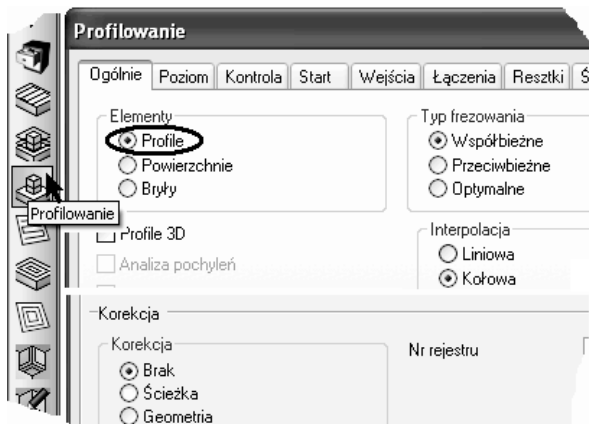 Profilowanie
Ogólnie Poziom Kontrola Start Wejścia Łączenia Resztki Ś
Elementy
Profile
Powierzchnie
Bryły
Typ frezowania
Współbieżne
Przeciwbieżne
Optymalne
Profilowanie
Profile 3D
Analiza pochyleń
Interpolacja
Liniowa
Kołowa
Korekcja
Korekcja
Brak
Ścieżka
Geometria
Nr rejestru